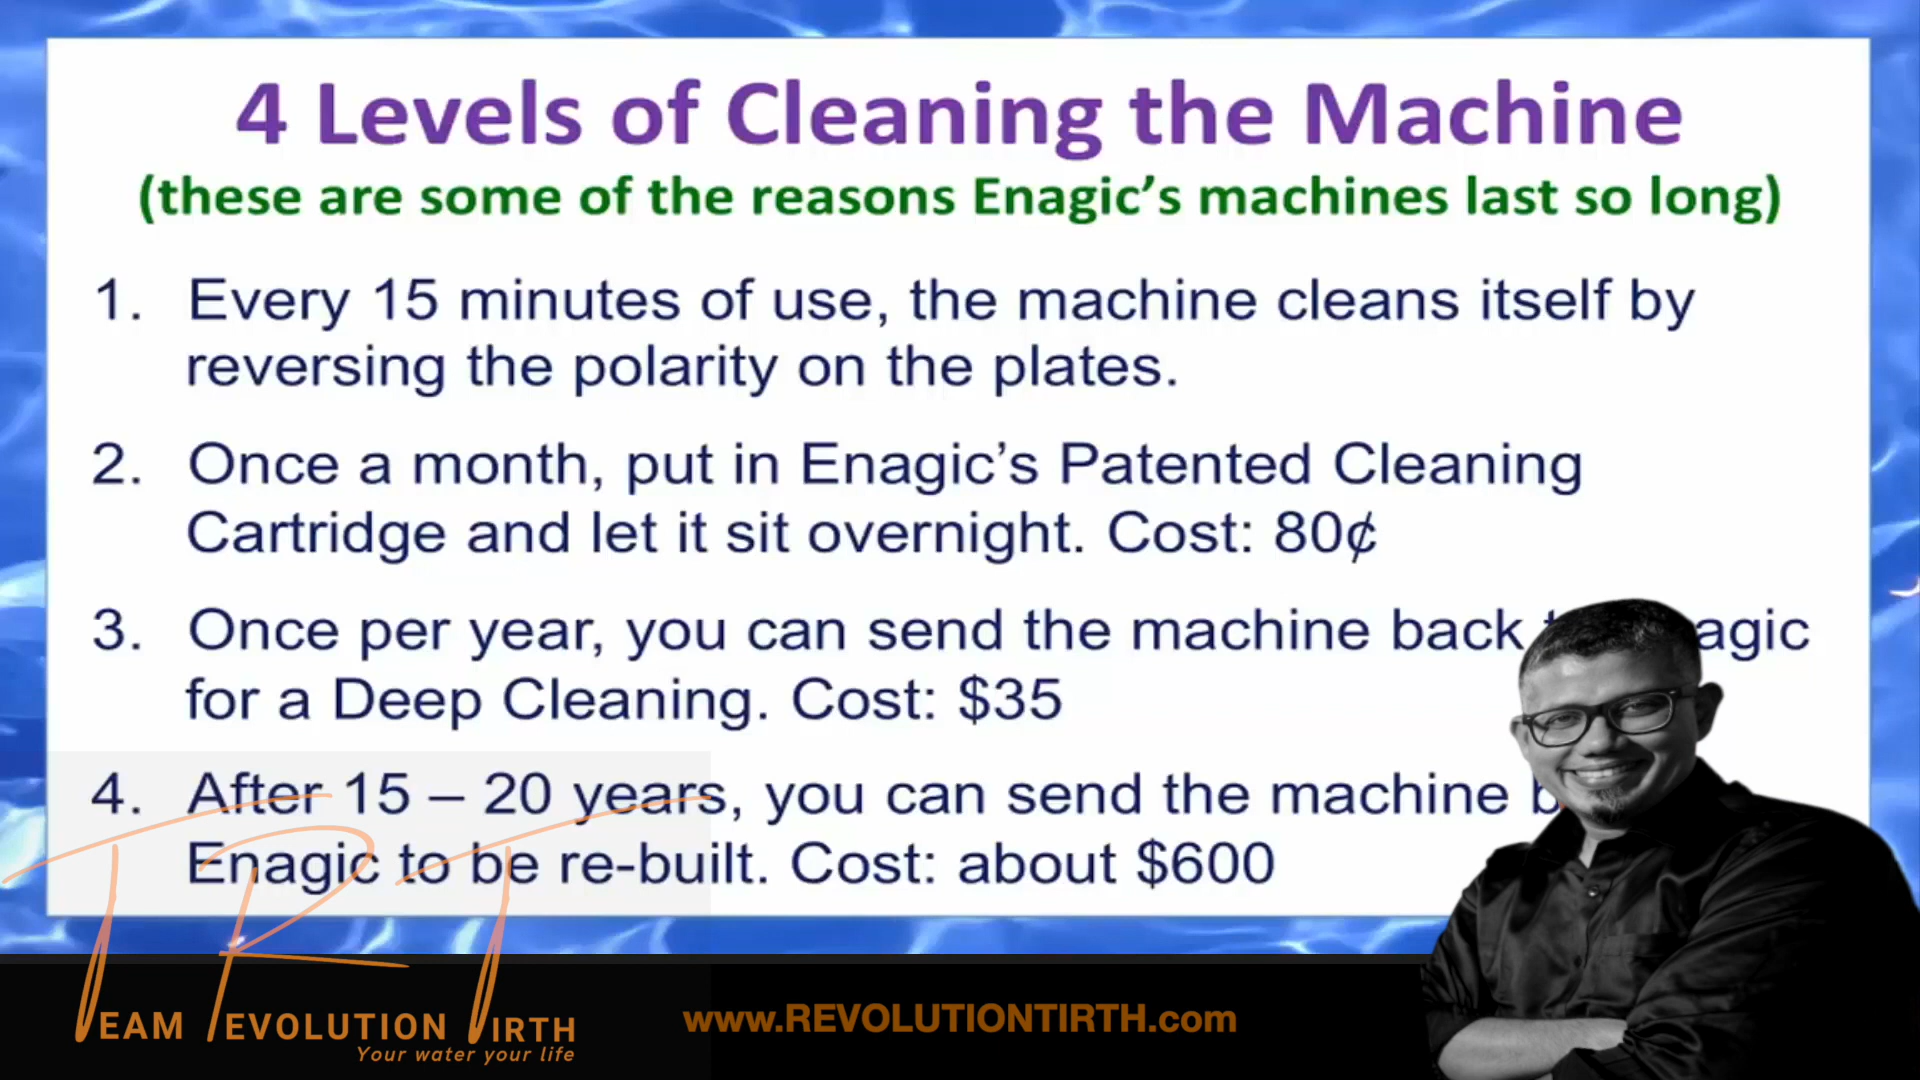 4 Levels of Cleaning the Machine
(these are some of the reasons Enagic’s machines last so long)
1. Every 15 minutes of use, the machine cleans itself by
reversing the polarity on the plates.
2. Once a month, put in Enagic’s Patented Cleaning
Cartridge and let it sit overnight. Cost: 80¢
3. Once per year, you can send the machine back
for a Deep Cleaning. Cost: $35
4. After 15 – 20 years, you can send the machine
Enagic to be re-built. Cost: about $600
TRT
TEAM REVOLUTION TIRTH
Your water your life
www.REVOLUTIONTIRTH.com